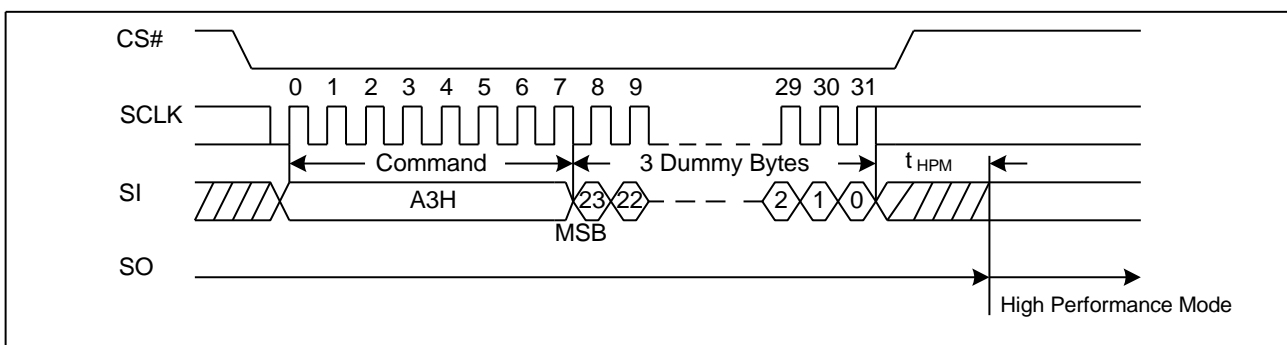 CS#
0 1 2 3 4 5 6 7 8 9 29 30 31
SCLK
Command 3 Dummy Bytes t HPM
SI A3H 23 22 2 1 0
MSB
SO
High Performance Mode